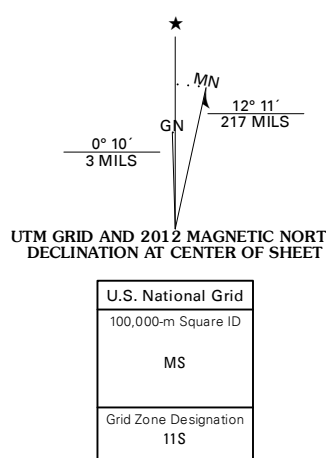 ★
MN
GN
12° 11´
217 MILS
0° 10´
3 MILS
UTM GRID AND 2012 MAGNETIC NORT
DECLINATION AT CENTER OF SHEET
U.S. National Grid
100,000-m Square ID
MS
Grid Zone Designation
11S